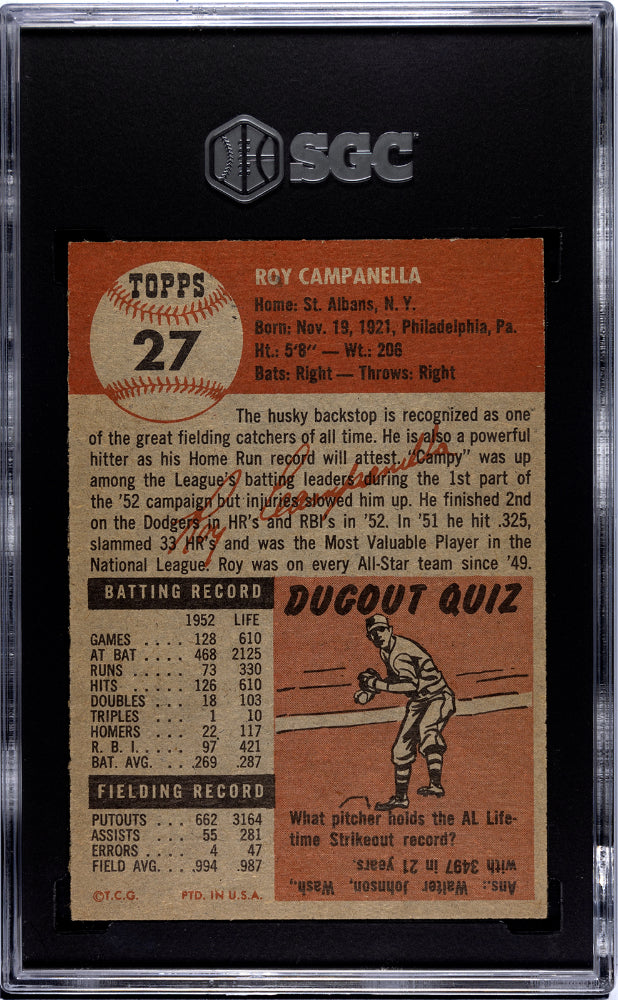 SGC
TOPPS
27
ROY CAMPANELLA
Home: St. Albans, N. Y.
Born: Nov. 19, 1921, Philadelphia, Pa.
Ht.: 5'8" — Wt.: 206
Bats: Right — Throws: Right
The husky backstop is recognized as one
of the great fielding catchers of all time. He is also a powerful
hitter as his Home Run record will attest. "Campy" was up
among the League's batting leaders during the 1st part of
the '52 campaign but injuries slowed him up. He finished 2nd
on the Dodgers in HR's and RBI's in '52. In '51 he hit .325,
slammed 33 HR's and was the Most Valuable Player in the
National League. Roy was on every All-Star team since '49.
Roy Campanella
BATTING RECORD
1952 LIFE
GAMES .... 128 610
AT BAT .... 468 2125
RUNS ..... 73 330
HITS ..... 126 610
DOUBLES .. 18 103
TRIPLES ... 1 10
HOMERS ... 22 117
R. B. I. .... 97 421
BAT. AVG. .. .269 .287
FIELDING RECORD
PUTOUTS ... 662 3164
ASSISTS .... 55 281
ERRORS .... 4 47
FIELD AVG. .. .994 .987
©T.C.G. PTD. IN U.S.A.
DUGOUT QUIZ
What pitcher holds the AL Life-
time Strikeout record?
Ans.: Walter Johnson, Wash.,
with 3497 in 21 years.